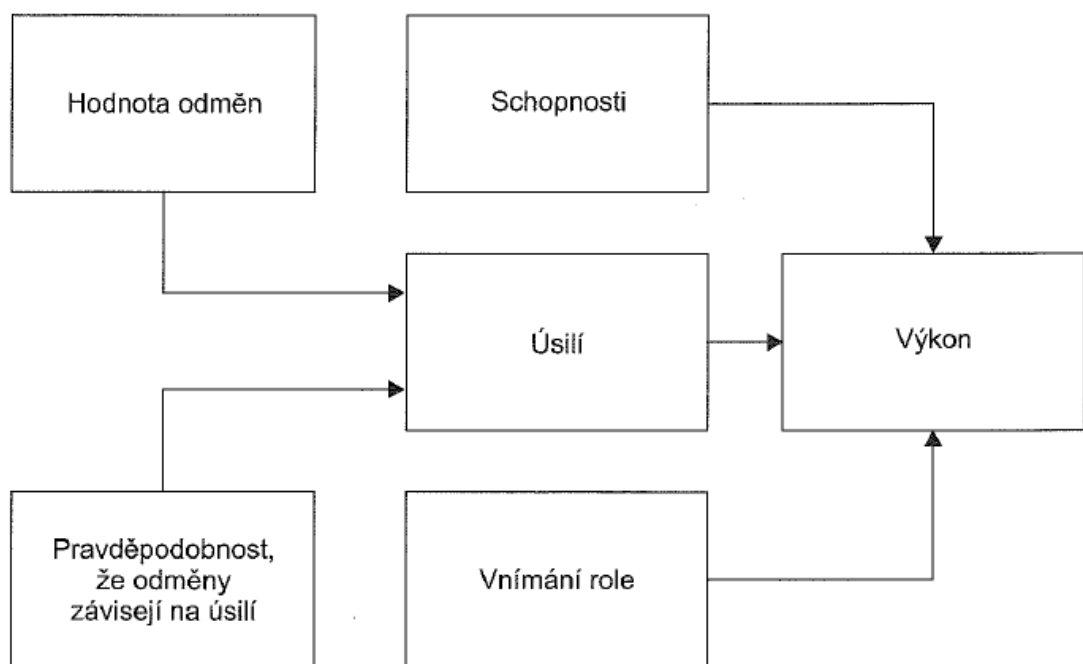 Hodnota odměn
Schopnosti
Úsilí
Výkon
Pravděpodobnost,
že odměny
závisejí na úsilí
Vnímání role